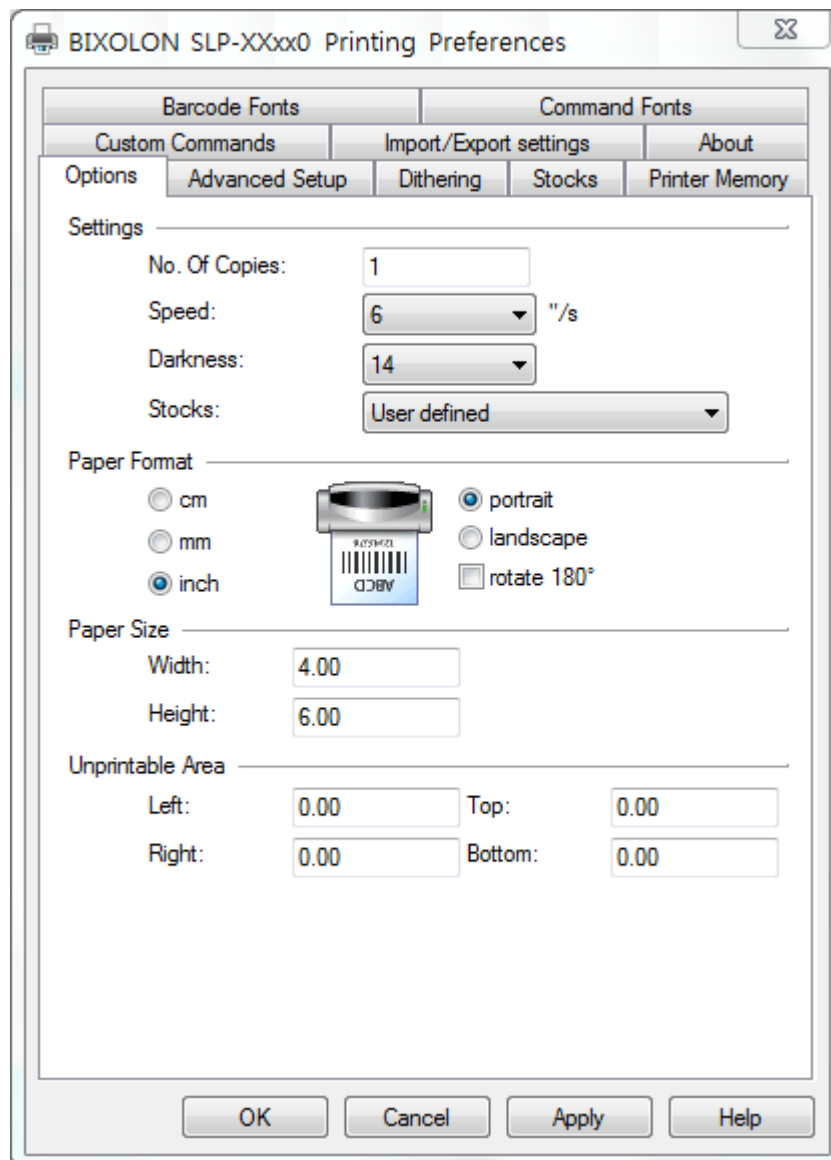 BIXOLON SLP-XXxx0 Printing Preferences
Barcode Fonts Command Fonts
Custom Commands Import/Export settings About
Options Advanced Setup Dithering Stocks Printer Memory
Settings
No. Of Copies: 1
Speed: 6 "/s
Darkness: 14
Stocks: User defined
Paper Format
cm portrait
mm landscape
inch rotate 180°
12345678
ABCD
Paper Size
Width: 4.00
Height: 6.00
Unprintable Area
Left: 0.00 Top: 0.00
Right: 0.00 Bottom: 0.00
OK Cancel Apply Help